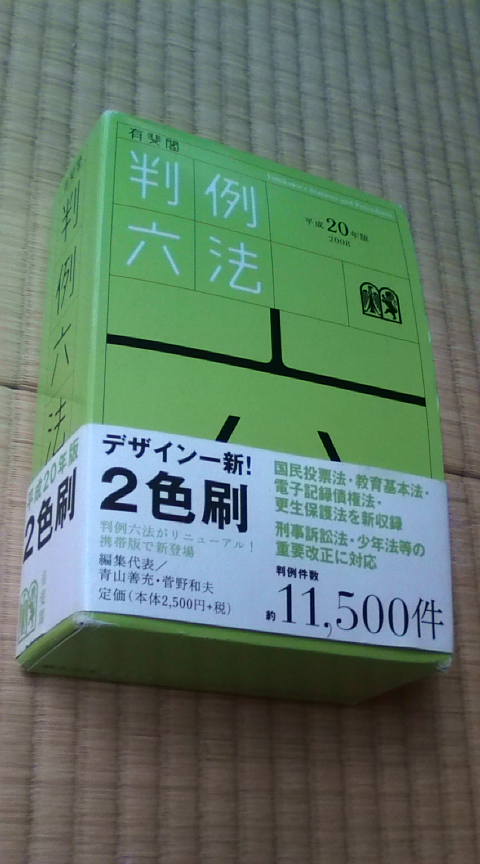 有斐閣
判例
六法
平成20年版
2008
判例六法
平成20年版
2色刷
有斐閣
デザイン一新!
2色刷
判例六法がリニューアル!
携帯版で新登場
編集代表/
青山善充・菅野和夫
定価(本体2,500円+税)
国民投票法・教育基本法・
電子記録債権法・
更生保護法を新収録
刑事訴訟法・少年法等の
重要改正に対応
判例件数
約11,500件